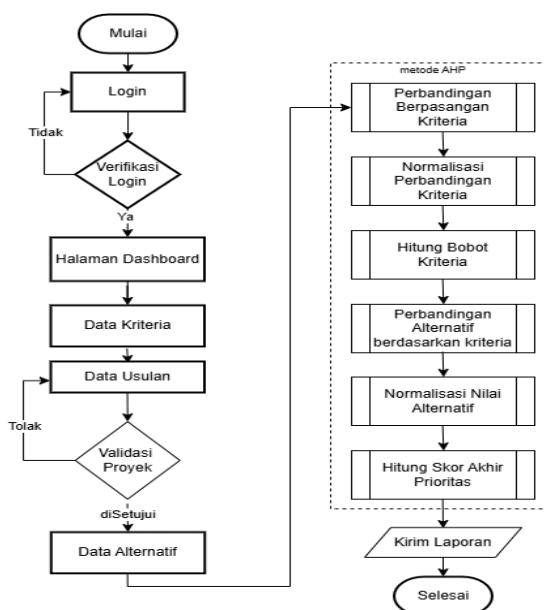 Mulai
Login
Tidak
Verifikasi
Login
Ya
Halaman Dashboard
Data Kriteria
Data Usulan
Tolak
Validasi
Proyek
diSetujui
Data Alternatif
metode AHP
Perbandingan
Berpasangan
Kriteria
Normalisasi
Perbandingan
Kriteria
Hitung Bobot
Kriteria
Perbandingan
Alternatif
berdasarkan kriteria
Normalisasi Nilai
Alternatif
Hitung Skor Akhir
Prioritas
Kirim Laporan
Selesai